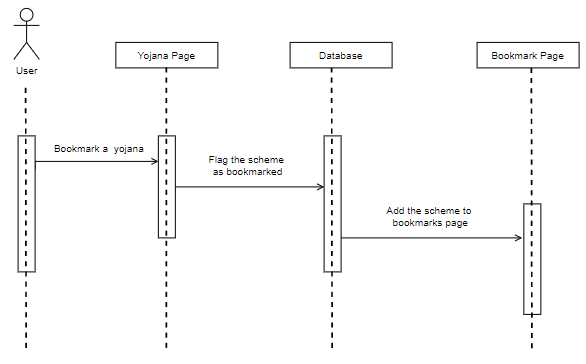 User
Yojana Page
Database
Bookmark Page
Bookmark a yojana
Flag the scheme
as bookmarked
Add the scheme to
bookmarks page